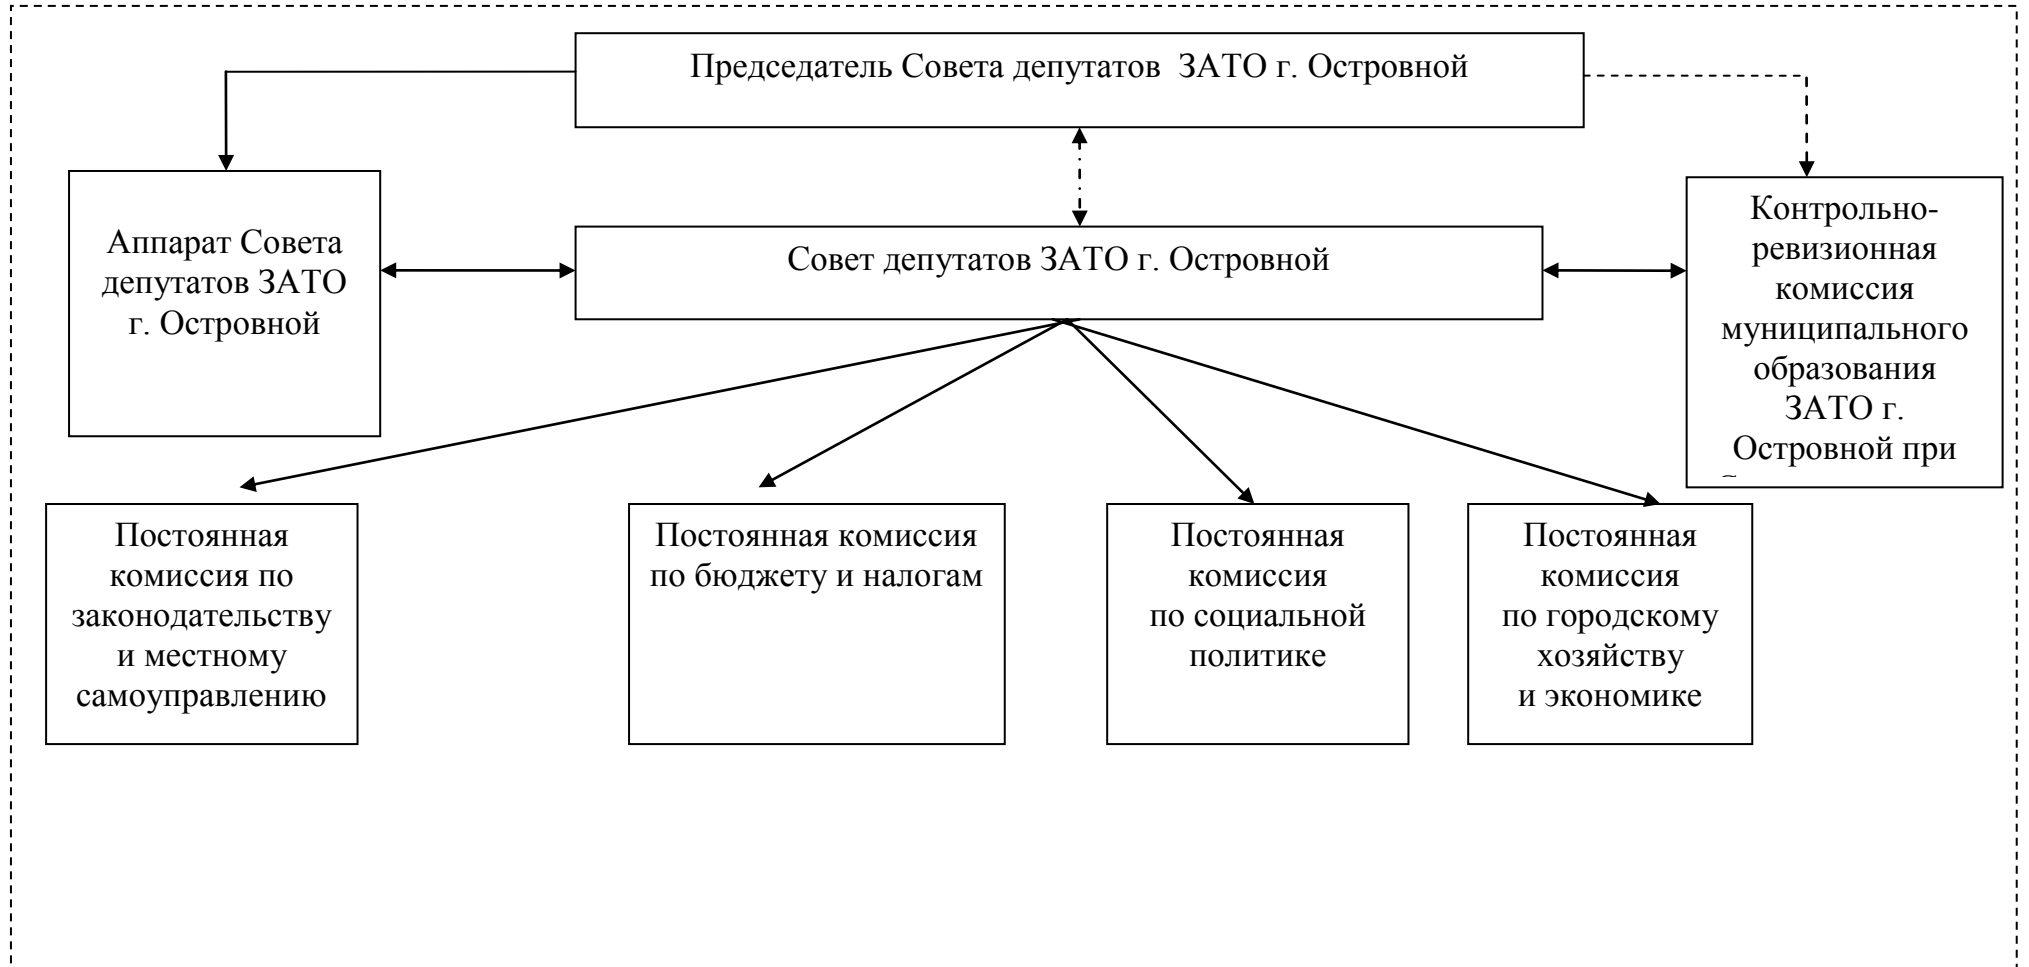 Председатель Совета депутатов ЗАТО г. Островной
Аппарат Совета
депутатов ЗАТО
г. Островной
Совет депутатов ЗАТО г. Островной
Контрольно-
ревизионная
комиссия
муниципального
образования
ЗАТО г.
Островной при
Постоянная
комиссия по
законодательству
и местному
самоуправлению
Постоянная комиссия
по бюджету и налогам
Постоянная
комиссия
по социальной
политике
Постоянная
комиссия
по городскому
хозяйству
и экономике